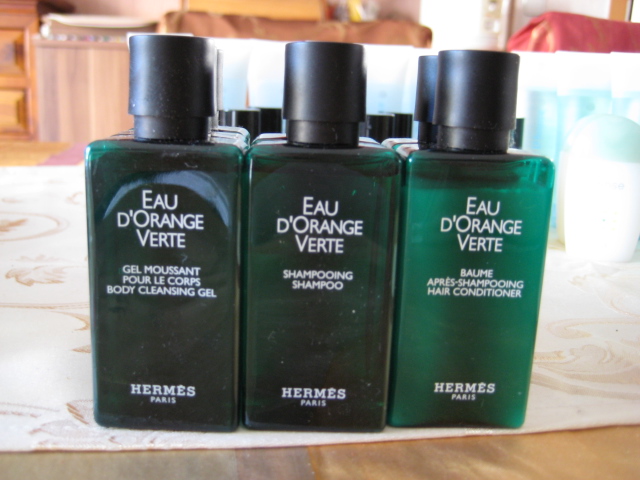 EAU
D'ORANGE
VERTE
GEL MOUSSANT
POUR LE CORPS
BODY CLEANSING GEL
HERMÈS
PARIS
EAU
D'ORANGE
VERTE
SHAMPOOING
SHAMPOO
HERMÈS
PARIS
EAU
D'ORANGE
VERTE
BAUME
APRÈS-SHAMPOOING
HAIR CONDITIONER
HERMÈS
PARIS